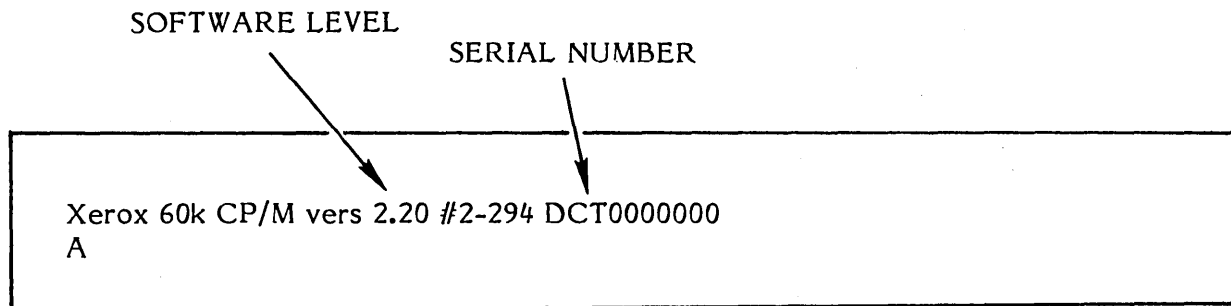 SOFTWARE LEVEL
SERIAL NUMBER
Xerox 60k CP/M vers 2.20 #2-294 DCT0000000
A